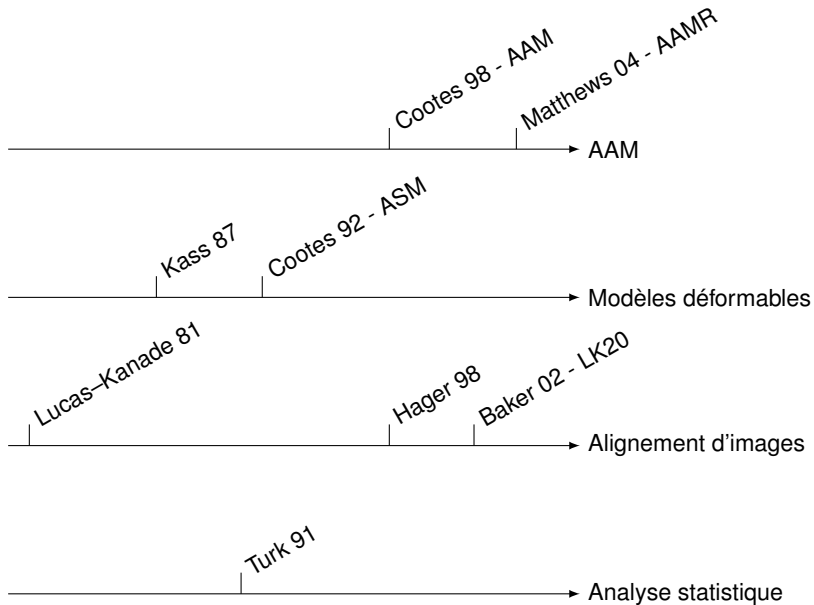 Cootes 98 - AAM
Matthews 04 - AAMR
AAM
Kass 87
Cootes 92 - ASM
Modèles déformables
Lucas–Kanade 81
Hager 98
Baker 02 - LK20
Alignement d'images
Turk 91
Analyse statistique